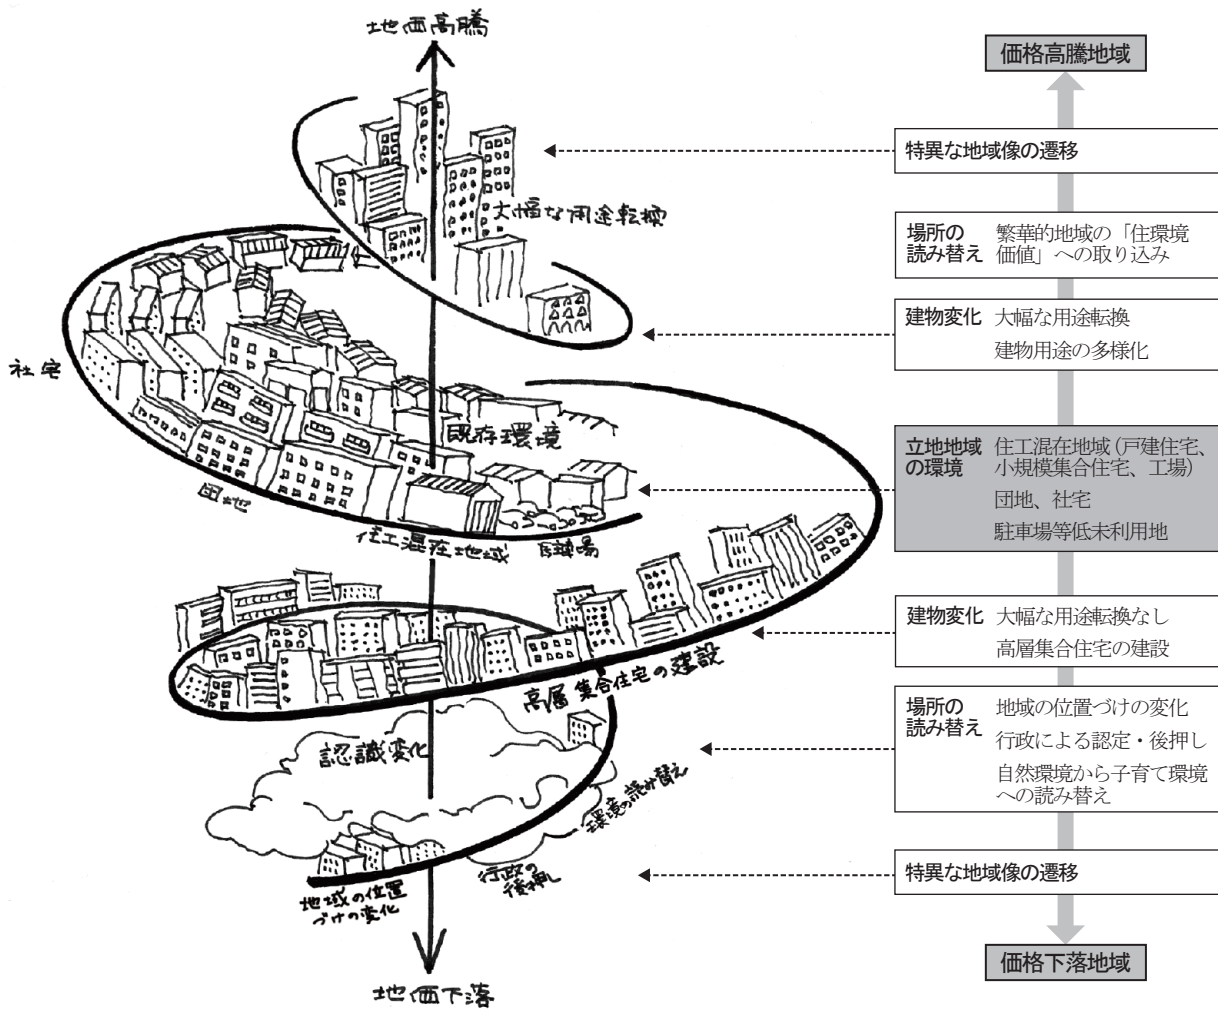 地価高騰
大幅な用途転換
社宅
既存環境
団地
住工混在地域
駐車場
高層集合住宅の建設
認識変化
環境の読み替え
行政の
後押し
地域の位置
づけの変化
地価下落
価格高騰地域
特異な地域像の遷移
場所の
読み替え
繁華的地域の「住環境
価値」への取り込み
建物変化
大幅な用途転換
建物用途の多様化
立地地域
の環境
住工混在地域(戸建住宅、
小規模集合住宅、工場)
団地、社宅
駐車場等低未利用地
建物変化
大幅な用途転換なし
高層集合住宅の建設
場所の
読み替え
地域の位置づけの変化
行政による認定・後押し
自然環境から子育て環境
への読み替え
特異な地域像の遷移
価格下落地域